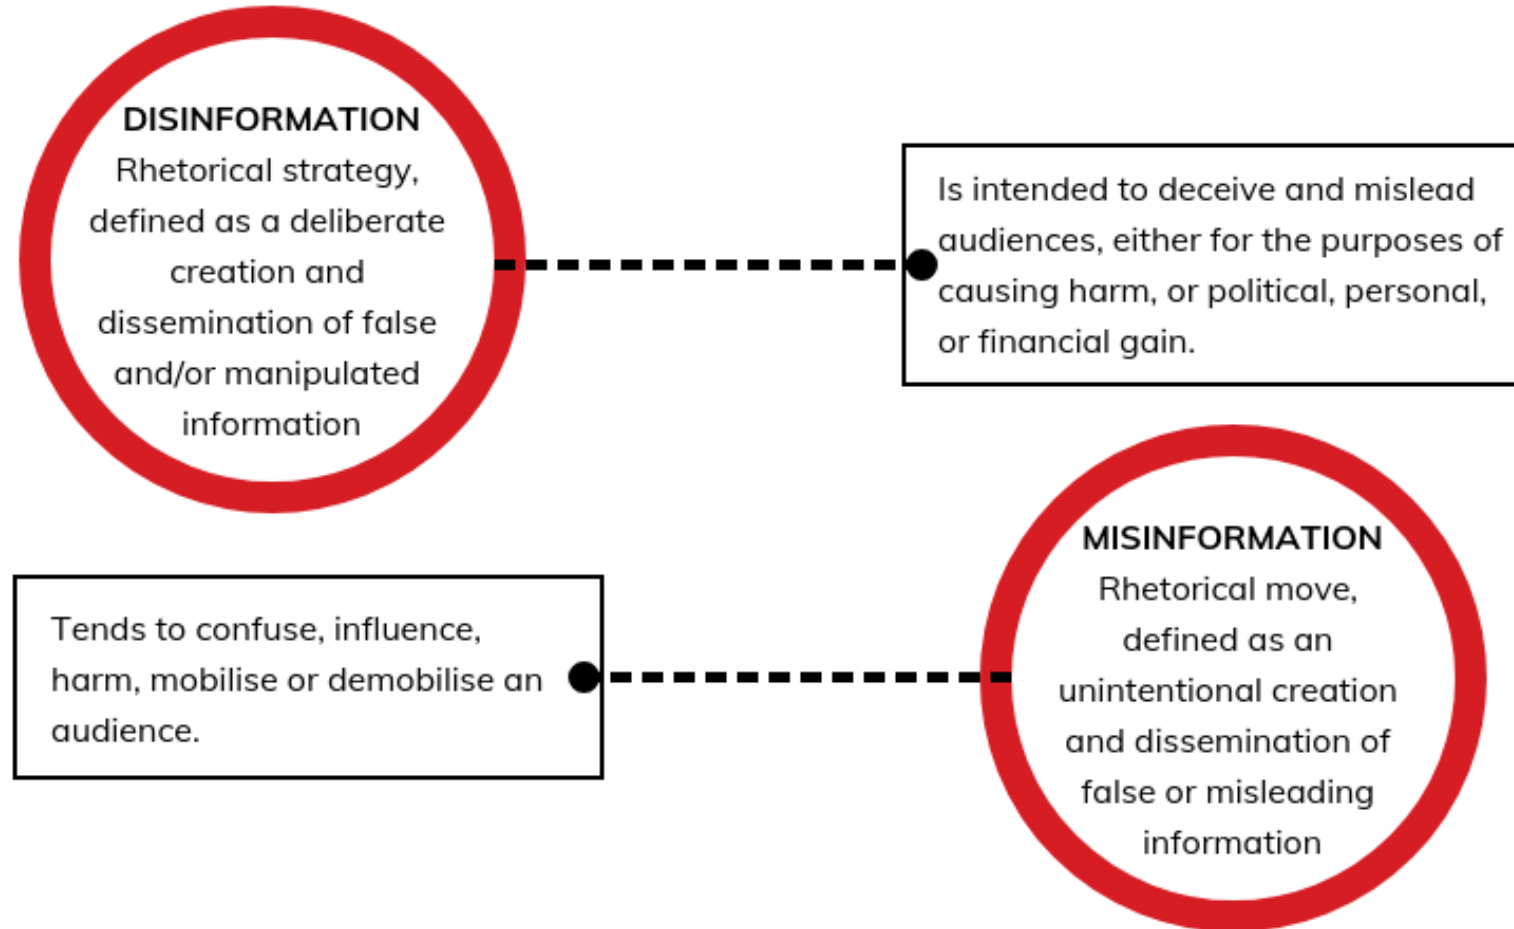 DISINFORMATION
Rhetorical strategy,
defined as a deliberate
creation and
dissemination of false
and/or manipulated
information
Is intended to deceive and mislead
audiences, either for the purposes of
causing harm, or political, personal,
or financial gain.
Tends to confuse, influence,
harm, mobilise or demobilise an
audience.
MISINFORMATION
Rhetorical move,
defined as an
unintentional creation
and dissemination of
false or misleading
information